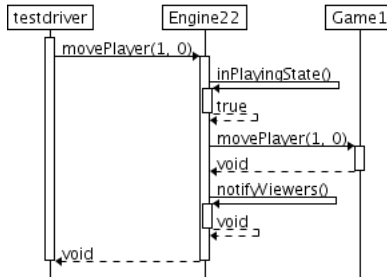 testdriver
Engine22
Game1
movePlayer(1, 0)
inPlayingState()
true
movePlayer(1, 0)
void
notifyViewers()
void
void